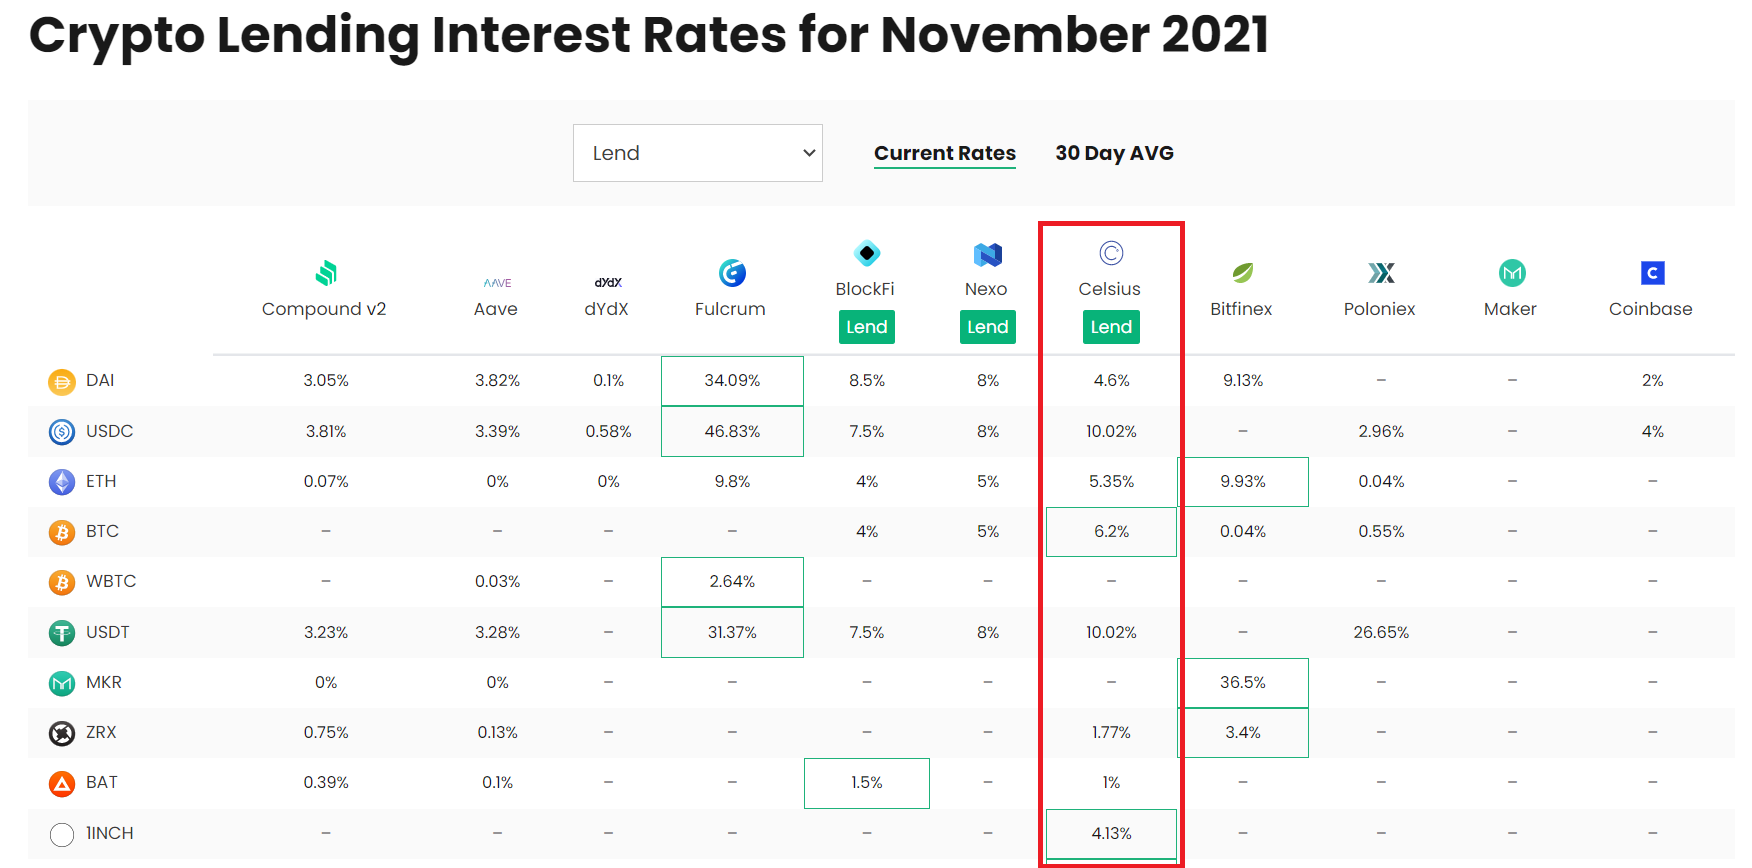 Crypto Lending Interest Rates for November 2021
Lend Current Rates 30 Day AVG
AAVE dYdX C
Compound v2 Aave dYdX Fulcrum BlockFi Nexo Celsius Bitfinex Poloniex Maker Coinbase
Lend Lend Lend
DAI 3.05% 3.82% 0.1% 34.09% 8.5% 8% 4.6% 9.13% – – 2%
USDC 3.81% 3.39% 0.58% 46.83% 7.5% 8% 10.02% – 2.96% – 4%
ETH 0.07% 0% 0% 9.8% 4% 5% 5.35% 9.93% 0.04% – –
BTC – – – – 4% 5% 6.2% 0.04% 0.55% – –
WBTC – 0.03% – 2.64% – – – – – – –
USDT 3.23% 3.28% – 31.37% 7.5% 8% 10.02% – 26.65% – –
MKR 0% 0% – – – – – 36.5% – – –
ZRX 0.75% 0.13% – – – – 1.77% 3.4% – – –
BAT 0.39% 0.1% – – 1.5% – 1% – – – –
1INCH – – – – – – 4.13% – – – –